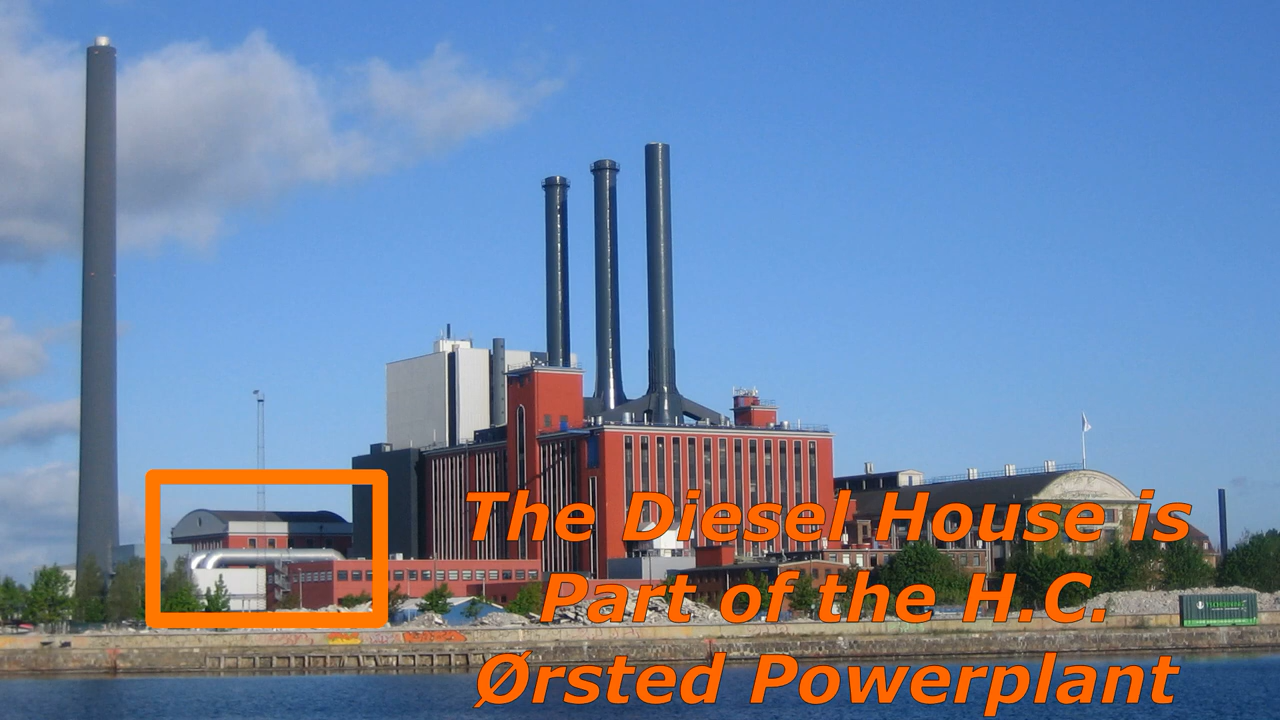 The Diesel House is
Part of the H.C.
Ørsted Powerplant